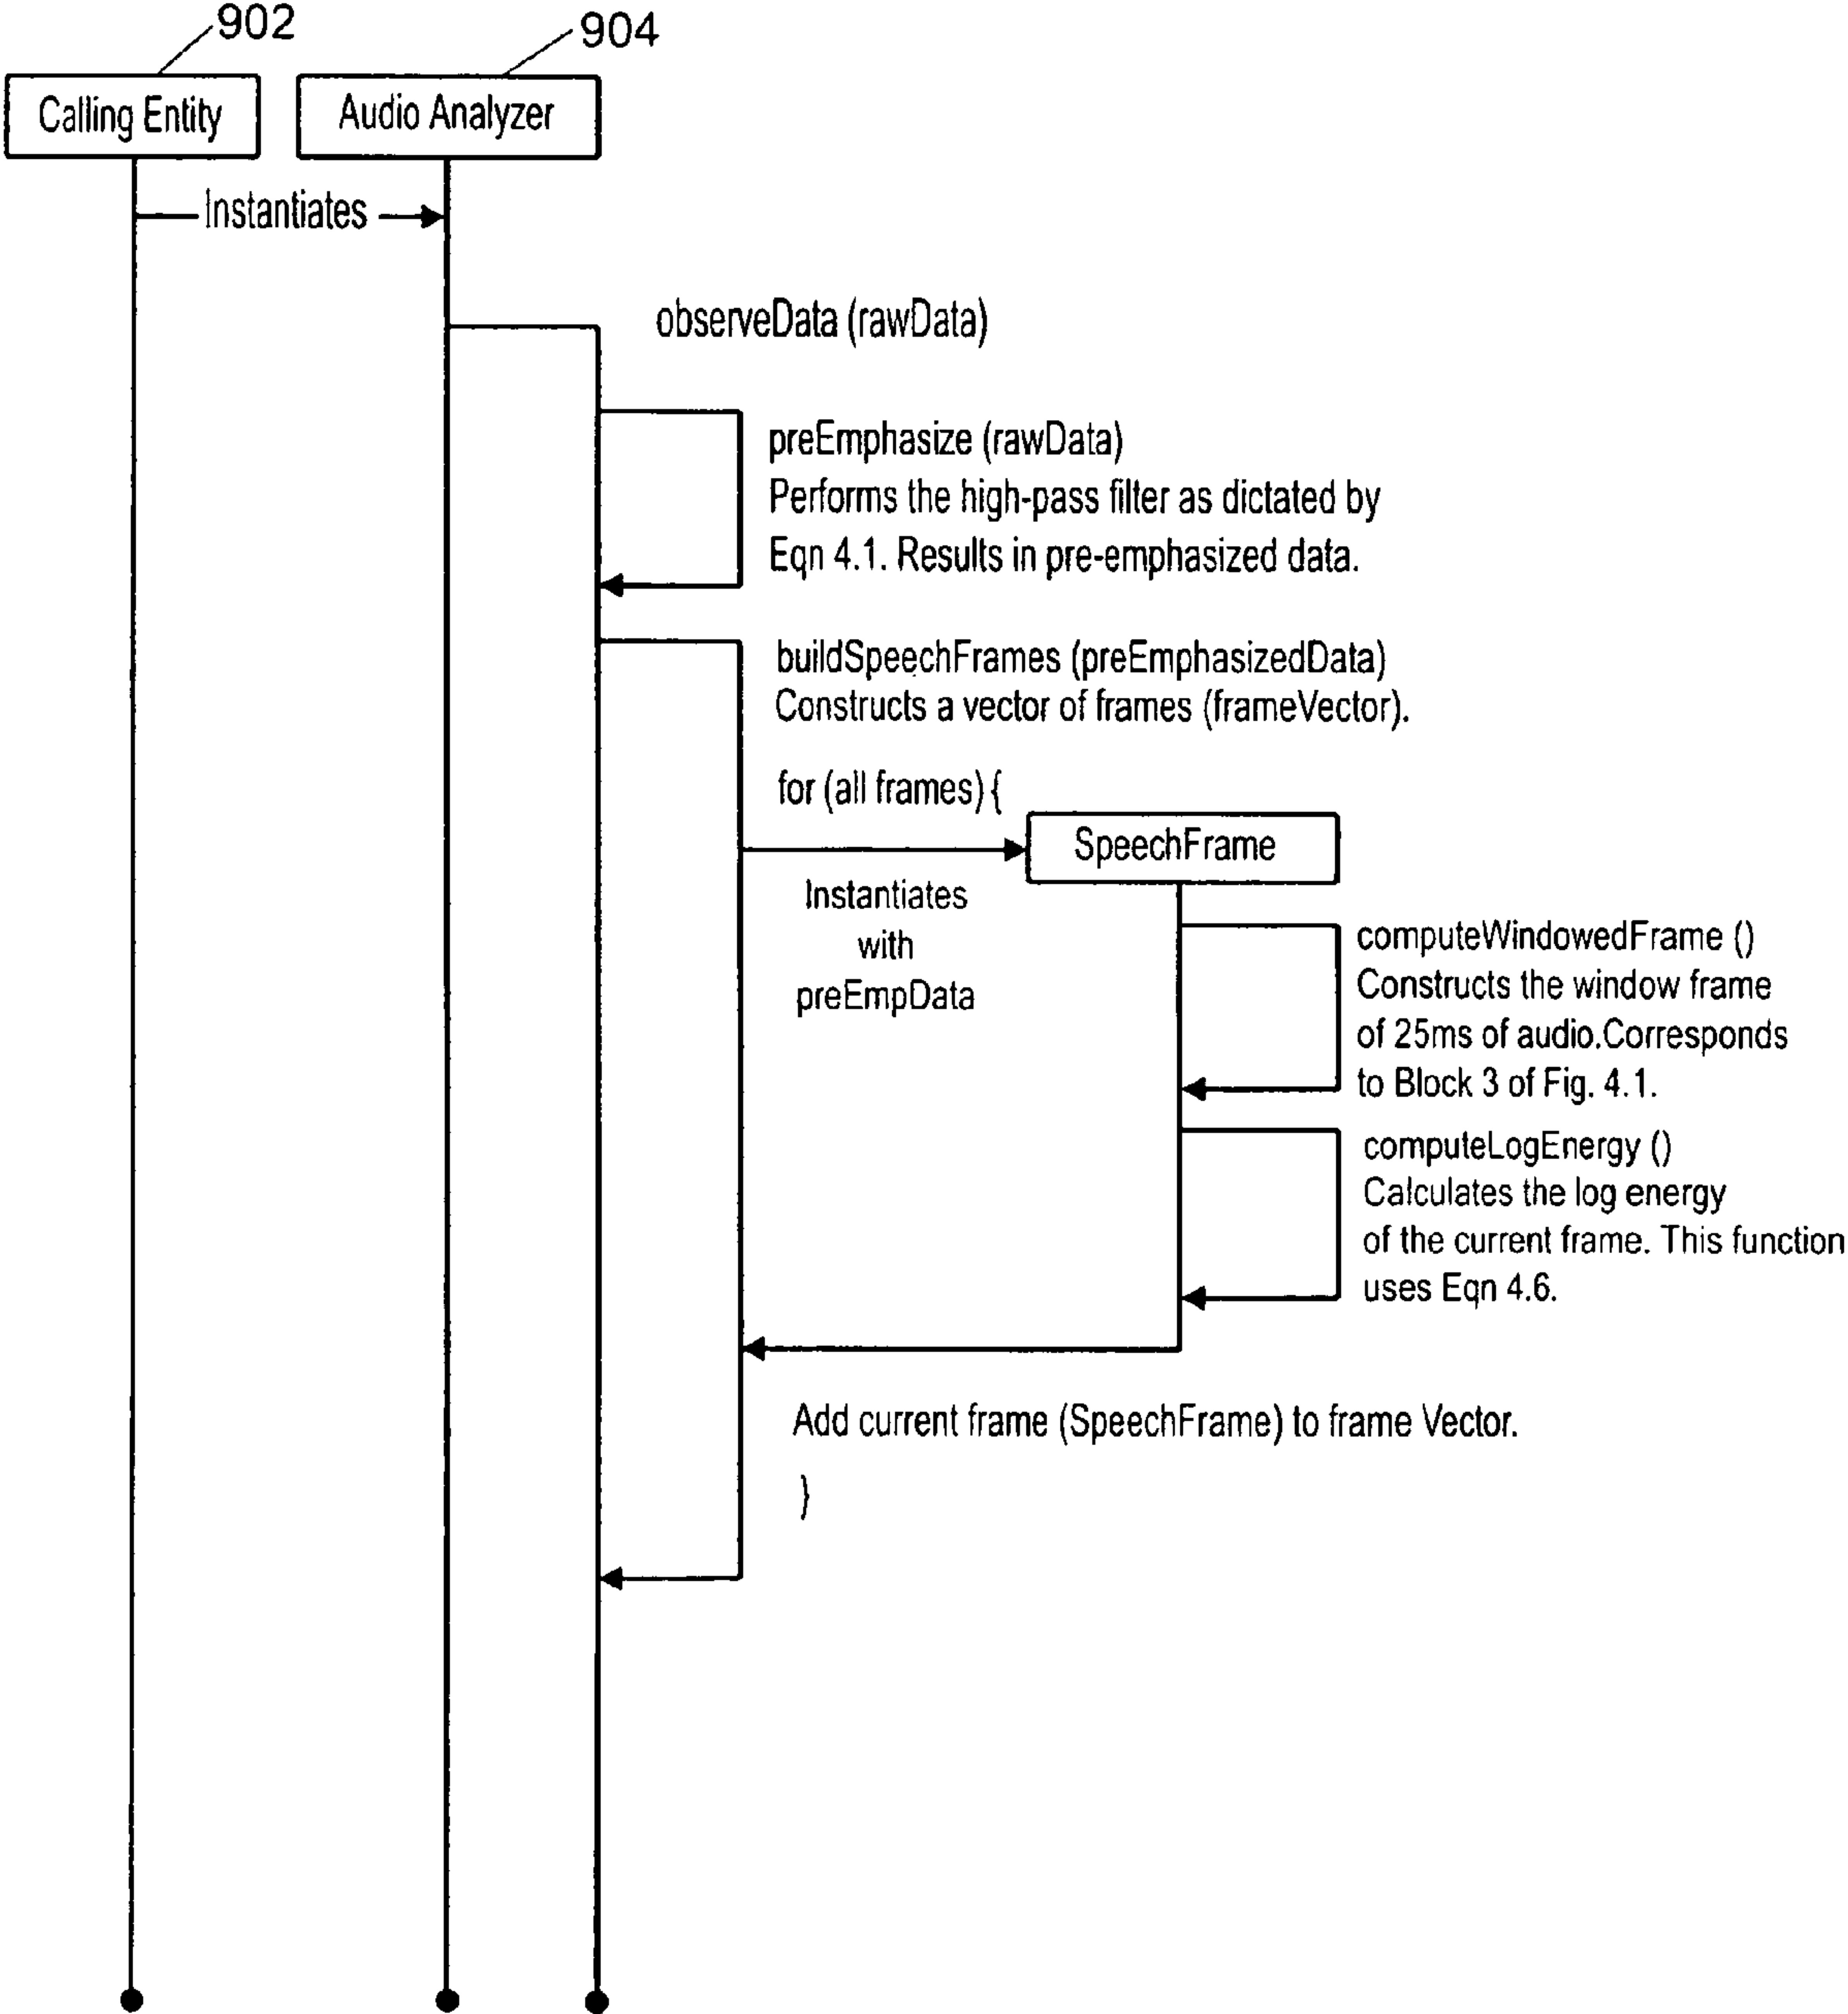 902
904
Calling Entity
Audio Analyzer
Instantiates
observeData (rawData)
preEmphasize (rawData)
Performs the high-pass filter as dictated by
Eqn 4.1. Results in pre-emphasized data.
buildSpeechFrames (preEmphasizedData)
Constructs a vector of frames (frameVector).
for (all frames) {
SpeechFrame
Instantiates
with
preEmpData
computeWindowedFrame ()
Constructs the window frame
of 25ms of audio.Corresponds
to Block 3 of Fig. 4.1.
computeLogEnergy ()
Calculates the log energy
of the current frame. This function
uses Eqn 4.6.
Add current frame (SpeechFrame) to frame Vector.
}